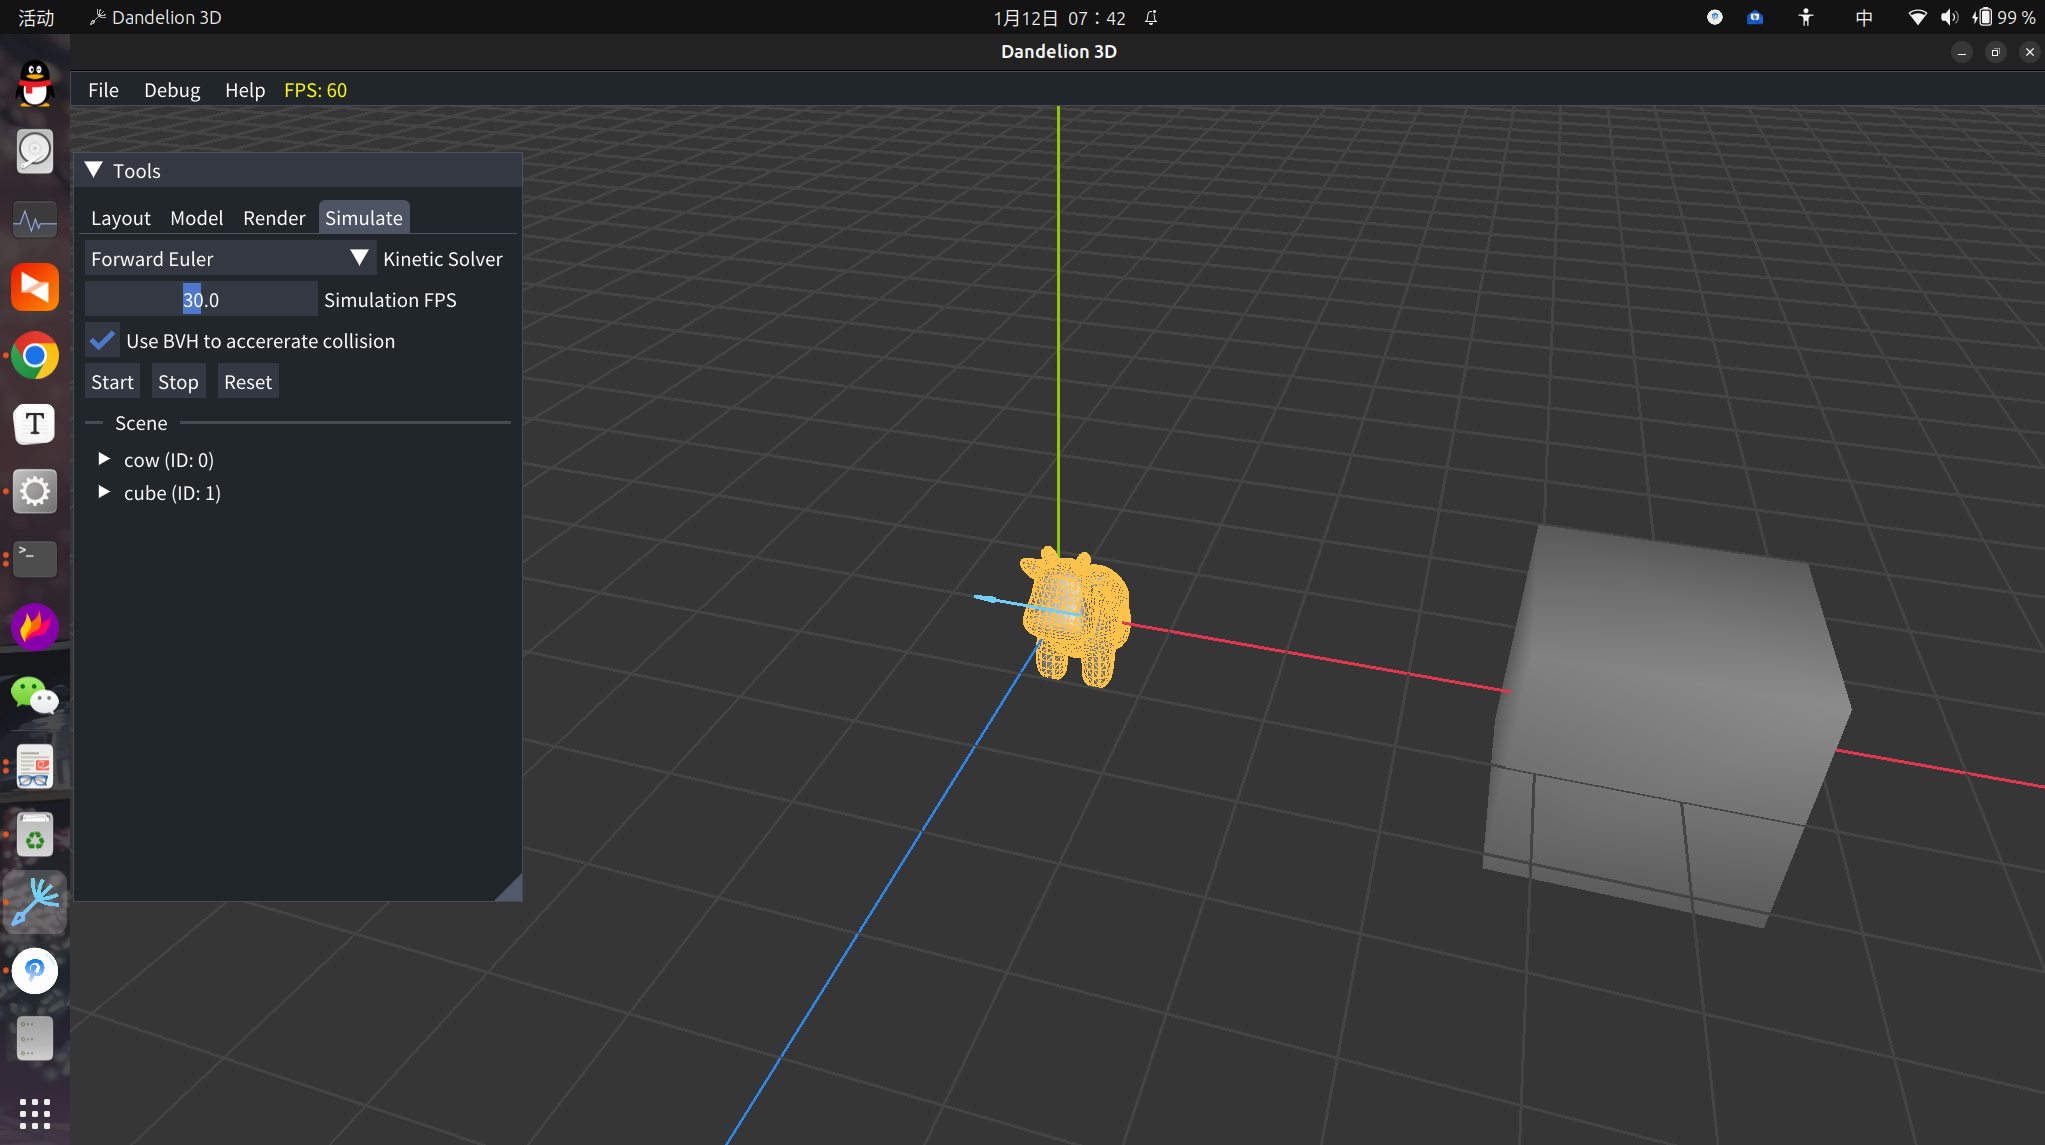 活动 Dandelion 3D 1月12日 07：42 中 99 %
Dandelion 3D
File Debug Help FPS: 60
Tools
Layout Model Render Simulate
Forward Euler Kinetic Solver
30.0 Simulation FPS
Use BVH to accererate collision
Start Stop Reset
Scene
cow (ID: 0)
cube (ID: 1)
T
>_